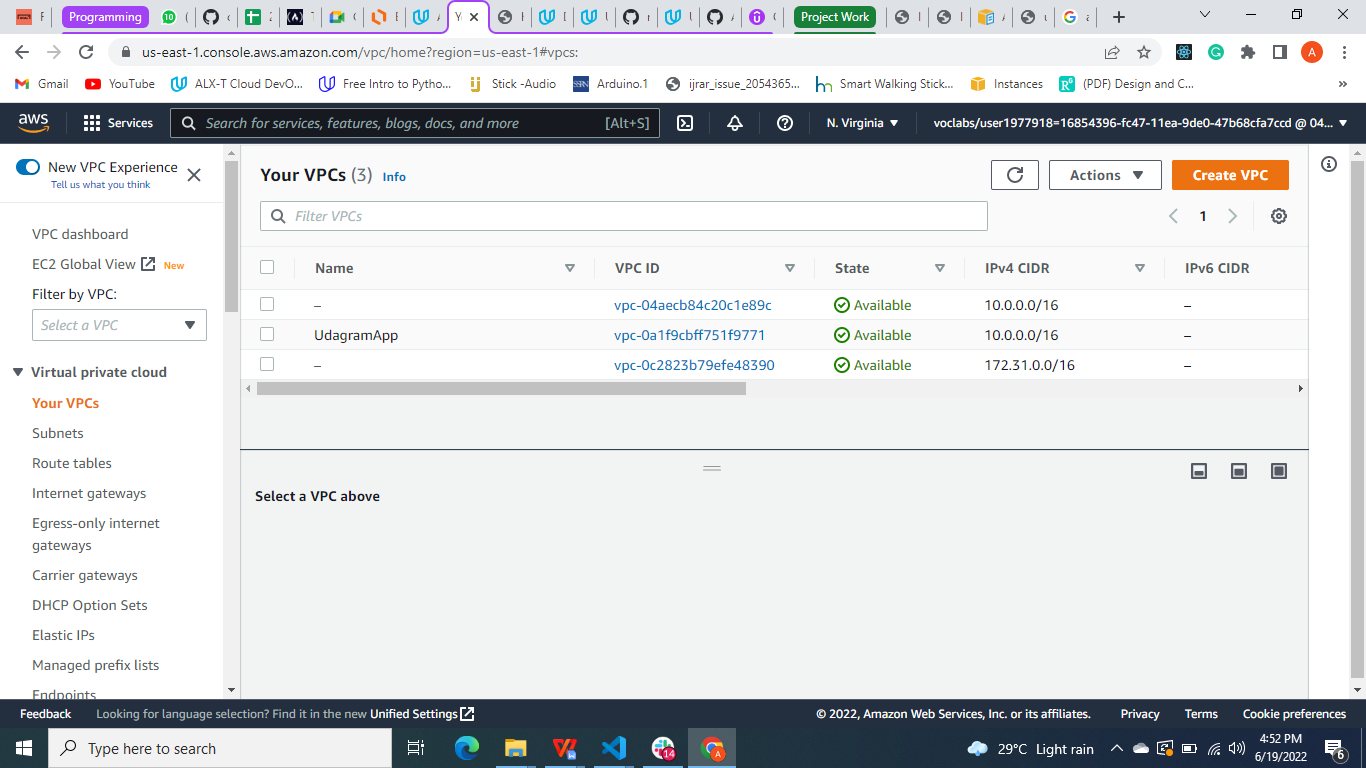 Programming
Project Work
us-east-1.console.aws.amazon.com/vpc/home?region=us-east-1#vpcs:
Gmail YouTube ALX-T Cloud DevO... Free Intro to Pytho... Stick -Audio Arduino.1 ijrar_issue_2054365... Smart Walking Stick... Instances (PDF) Design and C... »
aws Services Search for services, features, blogs, docs, and more [Alt+S] N. Virginia voclabs/user1977918=16854396-fc47-11ea-9de0-47b68cfa7ccd @ 04...
New VPC Experience
Tell us what you think
VPC dashboard
EC2 Global View New
Filter by VPC:
Select a VPC
Virtual private cloud
Your VPCs
Subnets
Route tables
Internet gateways
Egress-only internet
gateways
Carrier gateways
DHCP Option Sets
Elastic IPs
Managed prefix lists
Endpoints
Your VPCs (3) Info
Actions
Create VPC
Filter VPCs
1
Name VPC ID State IPv4 CIDR IPv6 CIDR
– vpc-04aecb84c20c1e89c Available 10.0.0.0/16 –
UdagramApp vpc-0a1f9cbff751f9771 Available 10.0.0.0/16 –
– vpc-0c2823b79efe48390 Available 172.31.0.0/16 –
Select a VPC above
Feedback Looking for language selection? Find it in the new Unified Settings © 2022, Amazon Web Services, Inc. or its affiliates. Privacy Terms Cookie preferences
Type here to search
14
29°C Light rain
4:52 PM
6/19/2022
6